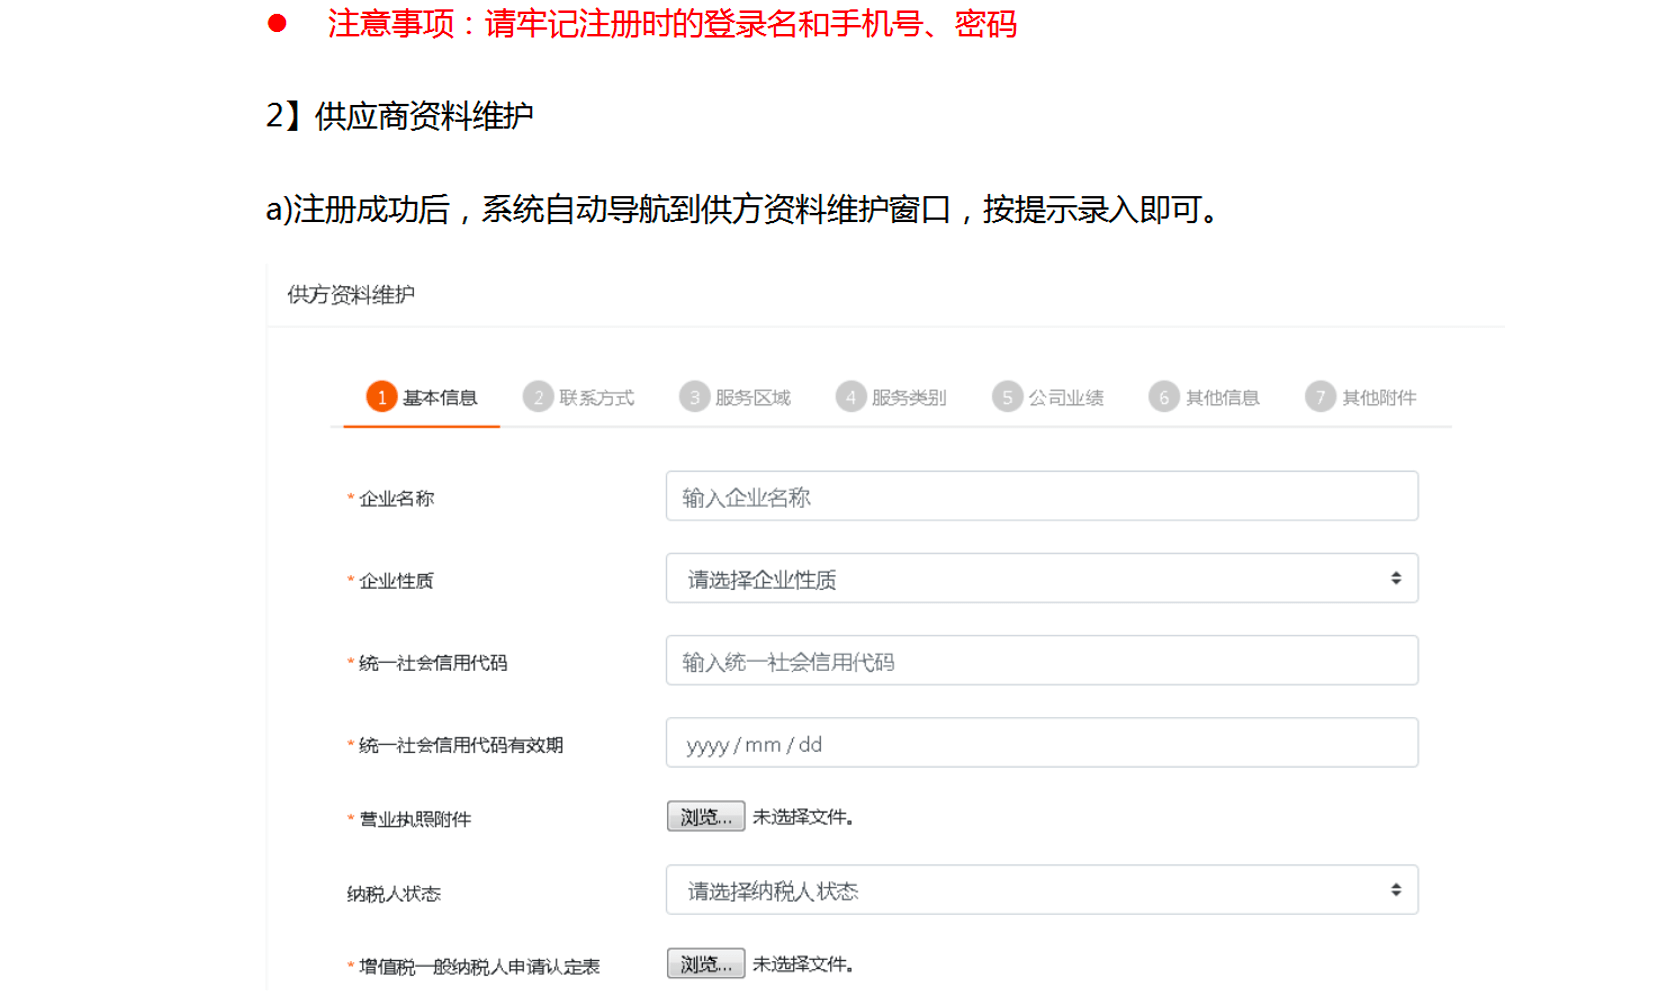 ● 注意事项：请牢记注册时的登录名和手机号、密码
2】供应商资料维护
a)注册成功后，系统自动导航到供方资料维护窗口，按提示录入即可。
供方资料维护
1 基本信息 2 联系方式 3 服务区域 4 服务类别 5 公司业绩 6 其他信息 7 其他附件
* 企业名称 输入企业名称
* 企业性质 请选择企业性质
* 统一社会信用代码 输入统一社会信用代码
* 统一社会信用代码有效期 yyyy / mm / dd
* 营业执照附件 浏览... 未选择文件。
纳税人状态 请选择纳税人状态
* 增值税一般纳税人申请认定表 浏览... 未选择文件。